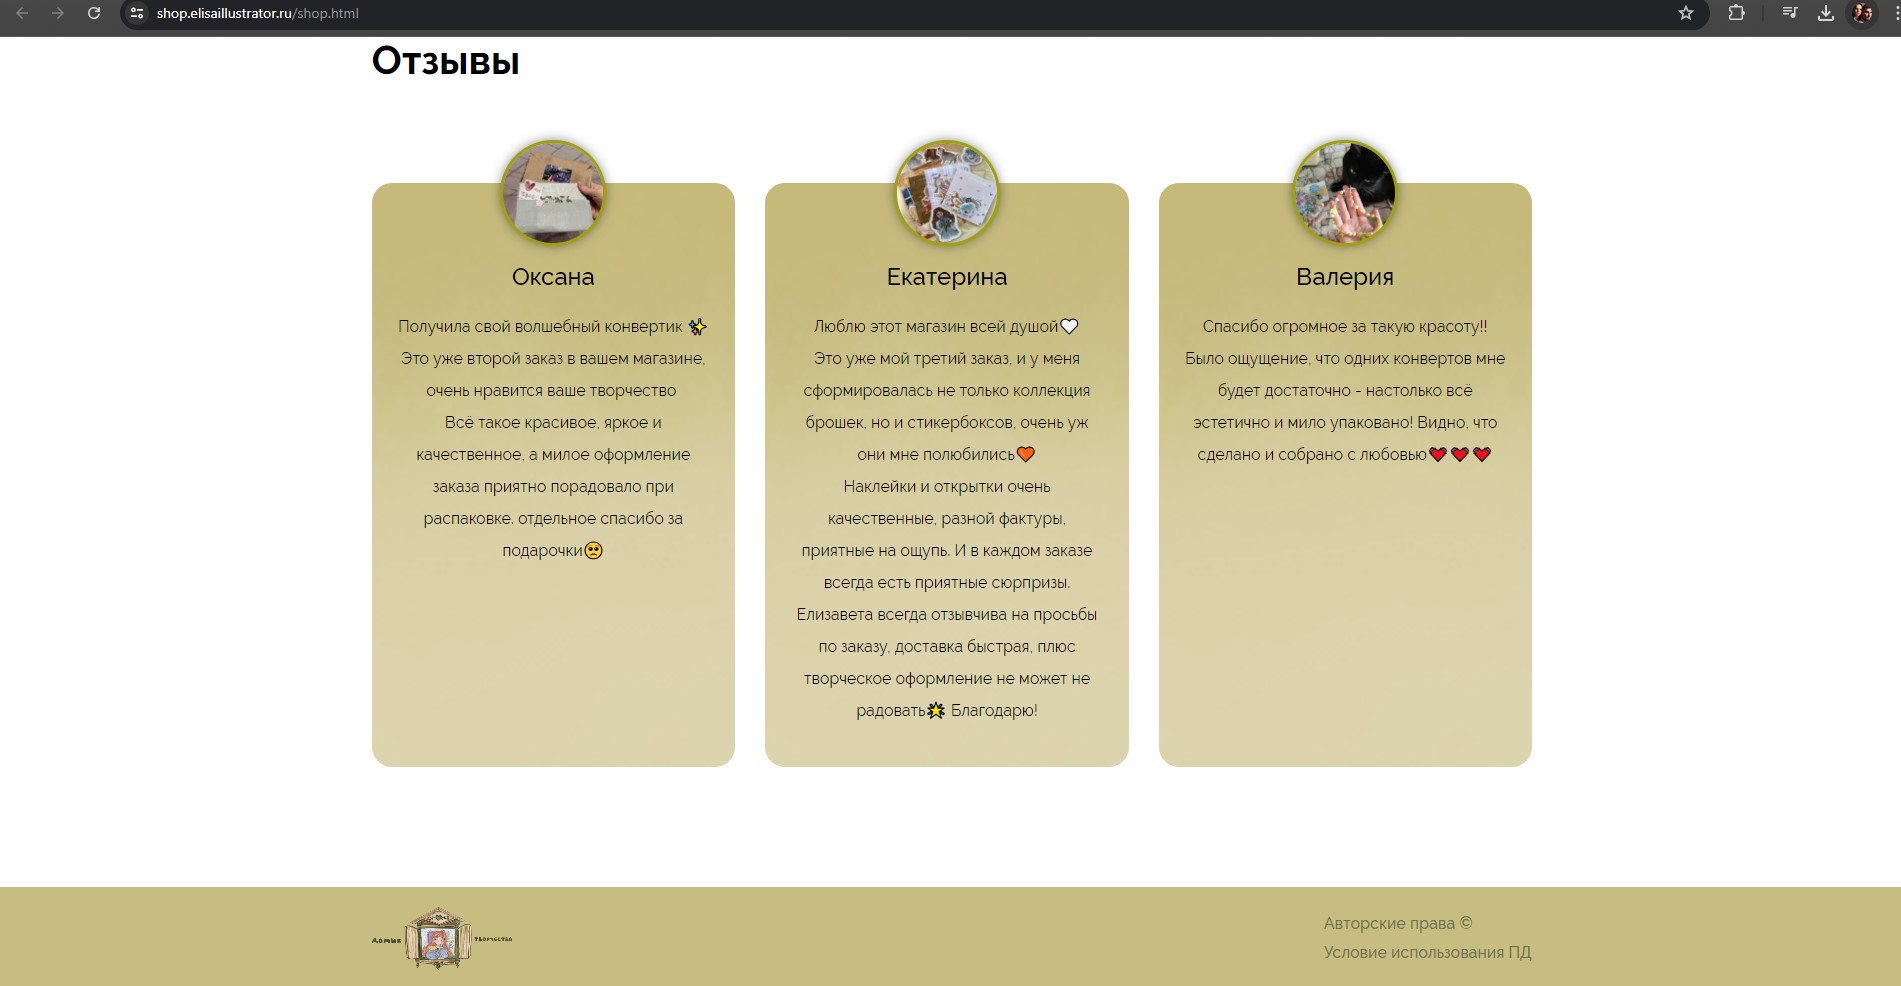 shop.elisaillustrator.ru/shop.html
Отзывы
Оксана
Получила свой волшебный конвертик ✨
Это уже второй заказ в вашем магазине,
очень нравится ваше творчество
Всё такое красивое, яркое и
качественное, а милое оформление
заказа приятно порадовало при
распаковке. отдельное спасибо за
подарочки🥺
Екатерина
Люблю этот магазин всей душой🤍
Это уже мой третий заказ, и у меня
сформировалась не только коллекция
брошек, но и стикербоксов, очень уж
они мне полюбились🧡
Наклейки и открытки очень
качественные, разной фактуры,
приятные на ощупь. И в каждом заказе
всегда есть приятные сюрпризы.
Елизавета всегда отзывчива на просьбы
по заказу, доставка быстрая, плюс
творческое оформление не может не
радовать🌟 Благодарю!
Валерия
Спасибо огромное за такую красоту!!
Было ощущение, что одних конвертов мне
будет достаточно - настолько всё
эстетично и мило упаковано! Видно, что
сделано и собрано с любовью❤❤❤
Домик творчества
Авторские права ©
Условие использования ПД